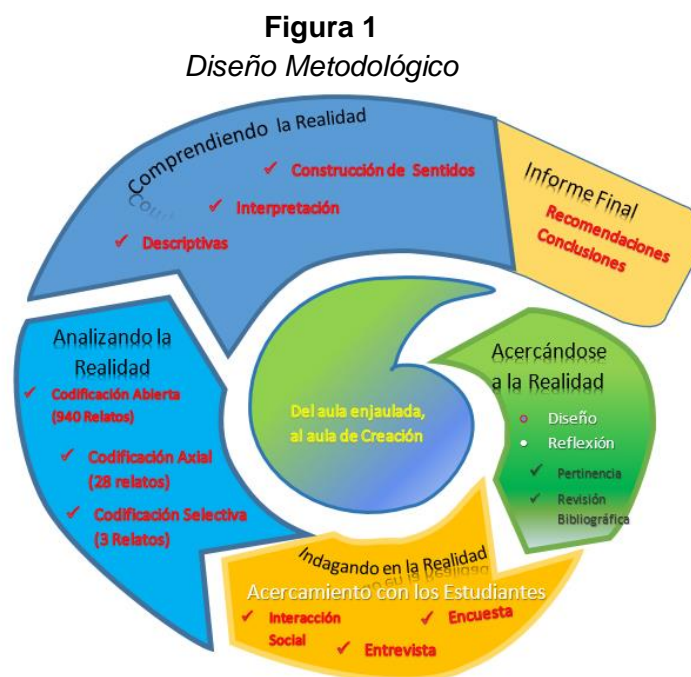 Figura 1
Diseño Metodológico
Comprendiendo la Realidad
✓ Construcción de Sentidos
✓ Interpretación
✓ Descriptivas
Informe Final
Recomendaciones
Conclusiones
Analizando la
Realidad
✓ Codificación Abierta
(940 Relatos)
✓ Codificación Axial
(28 relatos)
✓ Codificación Selectiva
(3 Relatos)
Del aula enjaulada,
al aula de Creación
Acercándose
a la Realidad
Diseño
Reflexión
✓ Pertinencia
✓ Revisión
Bibliográfica
Indagando en la Realidad
Acercamiento con los Estudiantes
✓ Interacción
Social
✓ Entrevista
✓ Encuesta